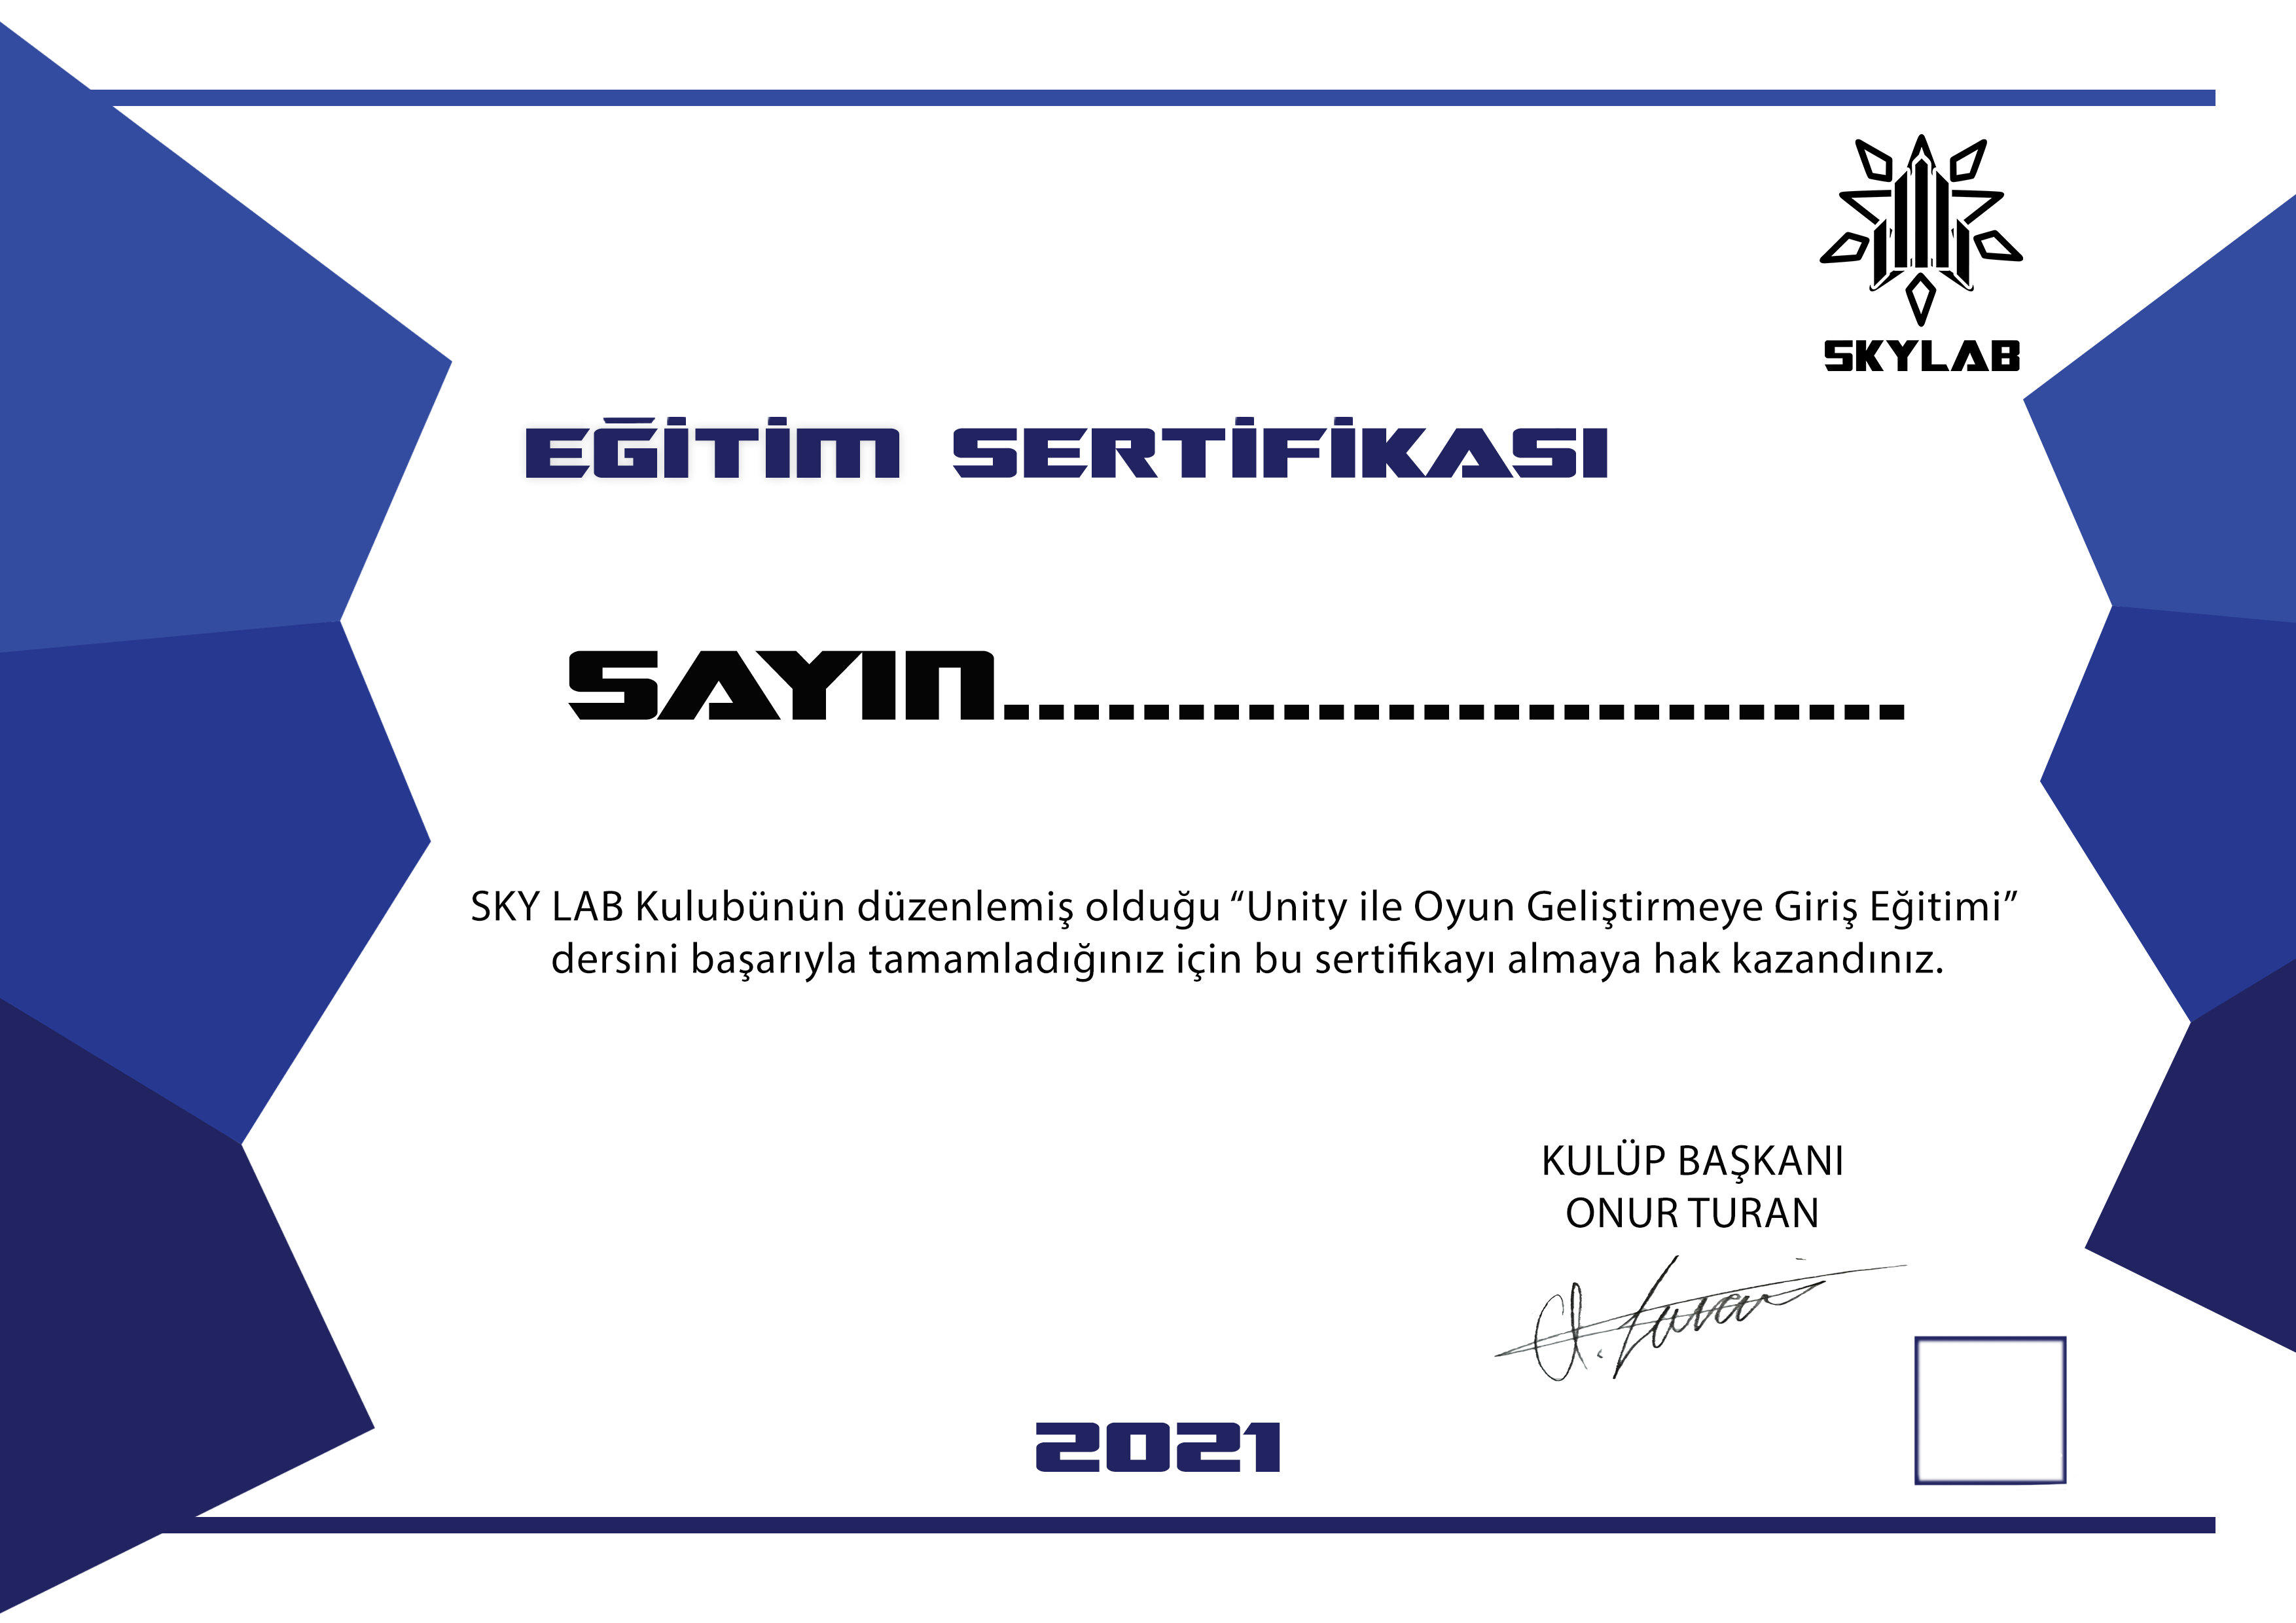 SKYLAB
EĞİTİM SERTİFİKASI
SAYIN..........................
SKY LAB Kulubünün düzenlemiş olduğu “Unity ile Oyun Geliştirmeye Giriş Eğitimi”
dersini başarıyla tamamladığınız için bu sertifikayı almaya hak kazandınız.
KULÜP BAŞKANI
ONUR TURAN
O. Turan
2021